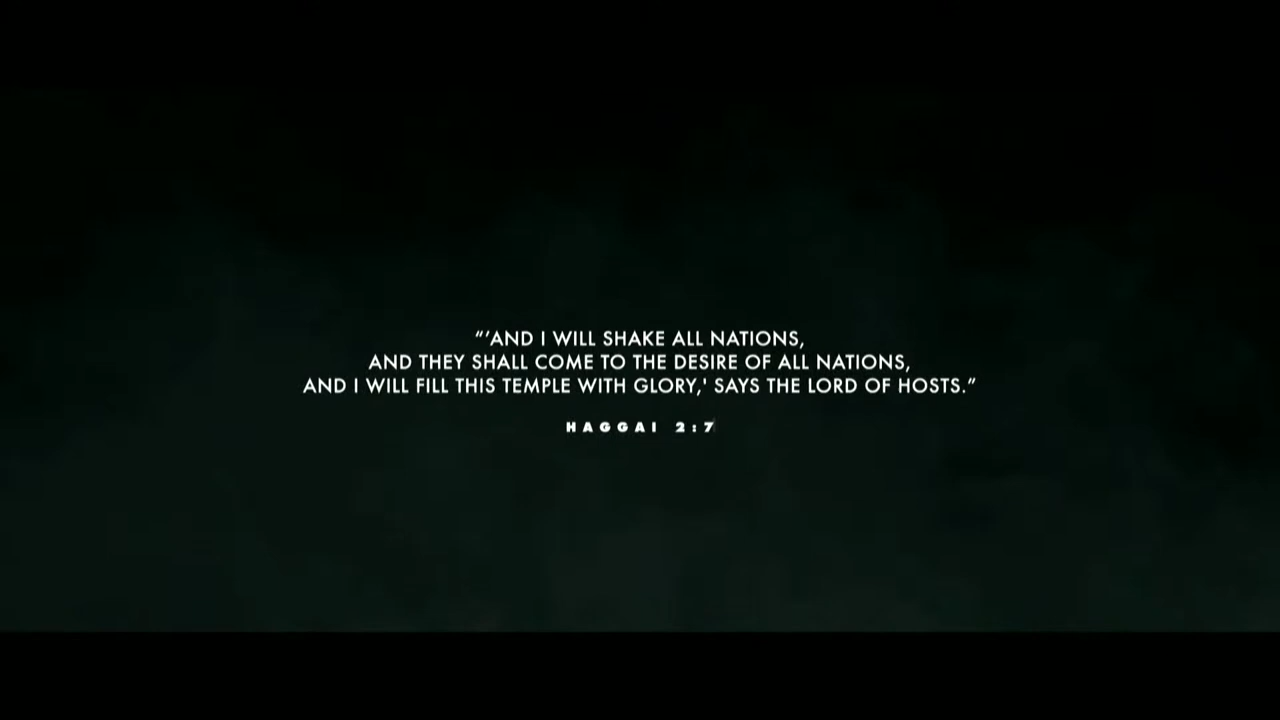 “‘AND I WILL SHAKE ALL NATIONS,
AND THEY SHALL COME TO THE DESIRE OF ALL NATIONS,
AND I WILL FILL THIS TEMPLE WITH GLORY,' SAYS THE LORD OF HOSTS.”
HAGGAI 2:7